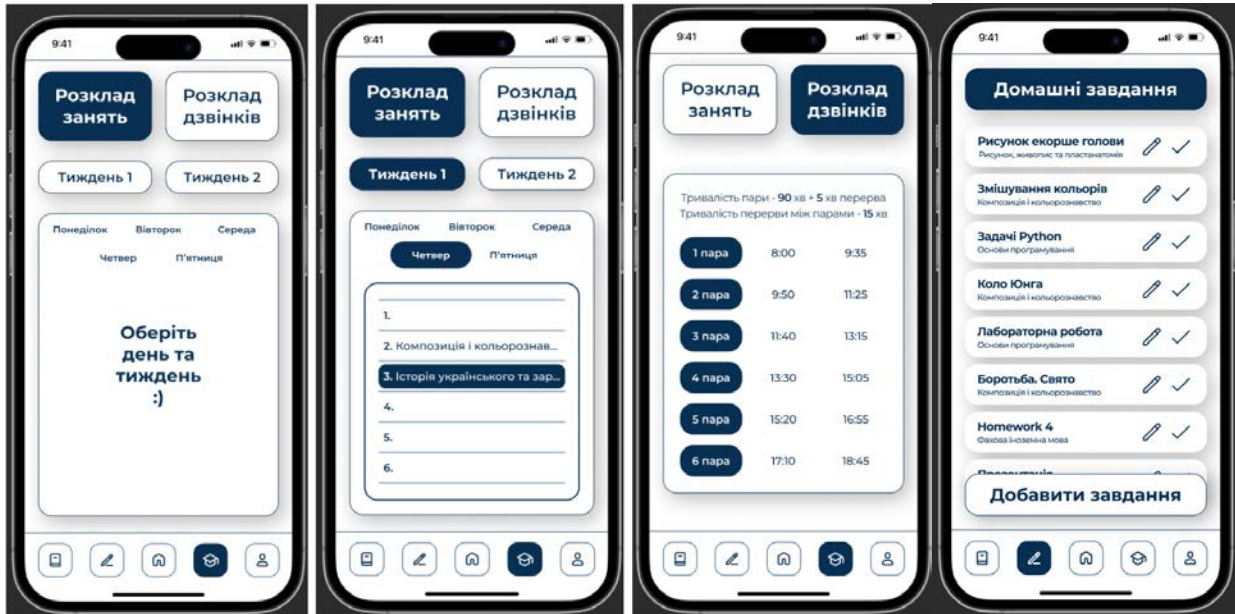 9:41
Розклад
занять
Розклад
дзвінків
Тиждень 1
Тиждень 2
Понеділок Вівторок Середа
Четвер П'ятниця
Оберіть
день та
тиждень
:)
9:41
Розклад
занять
Розклад
дзвінків
Тиждень 1
Тиждень 2
Понеділок Вівторок Середа
Четвер П'ятниця
1.
2. Композиція і кольорознав...
3. Історія українського та зар...
4.
5.
6.
9:41
Розклад
занять
Розклад
дзвінків
Тривалість пари - 90 хв + 5 хв перерва
Тривалість перерви між парами - 15 хв
1 пара 8:00 9:35
2 пара 9:50 11:25
3 пара 11:40 13:15
4 пара 13:30 15:05
5 пара 15:20 16:55
6 пара 17:10 18:45
9:41
Домашні завдання
Рисунок екорше голови
Рисунок, живопис та пластанатомія
Змішування кольорів
Композиція і кольорознавство
Задачі Python
Основи програмування
Коло Юнга
Композиція і кольорознавство
Лабораторна робота
Основи програмування
Боротьба. Свято
Композиція і кольорознавство
Homework 4
Фахова іноземна мова
Презентація
Добавити завдання